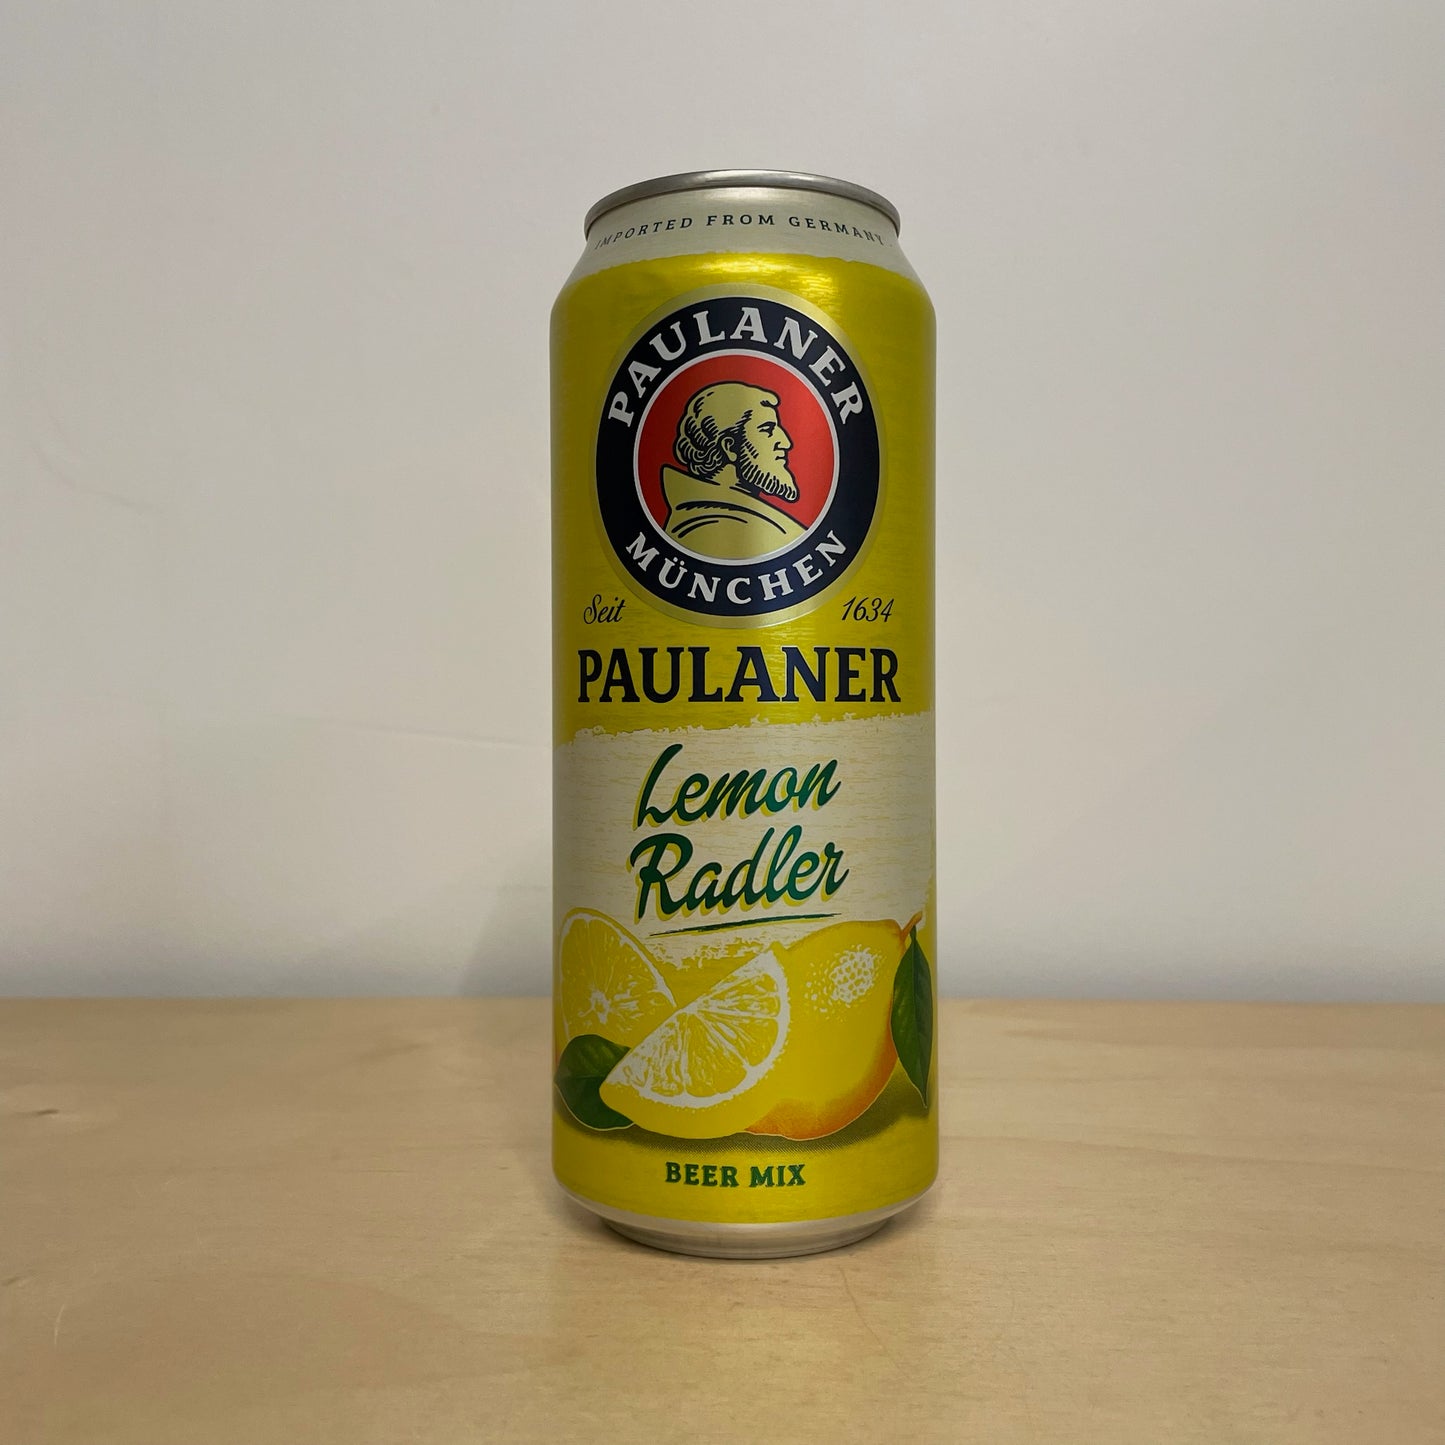 IMPORTED FROM GERMANY
PAULANER
MÜNCHEN
Seit 1634
PAULANER
Lemon
Radler
BEER MIX